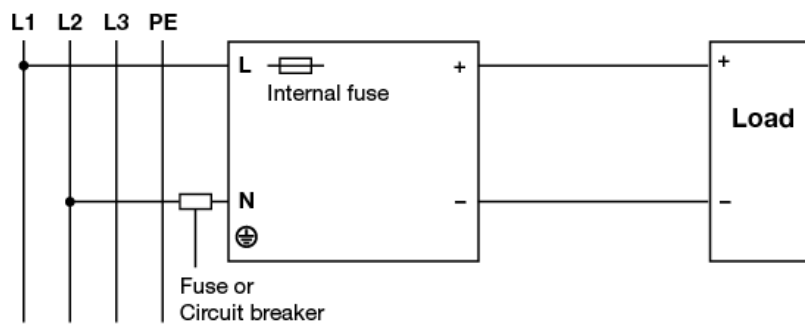 L1 L2 L3 PE
L + +
Internal fuse
Load
N − −
Fuse or
Circuit breaker